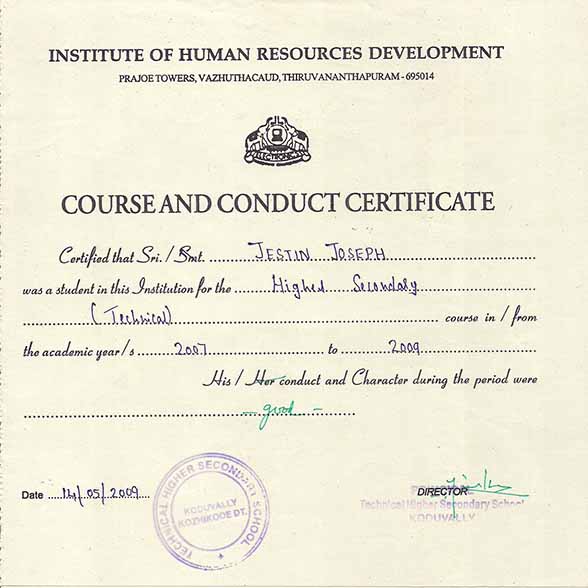 INSTITUTE OF HUMAN RESOURCES DEVELOPMENT
PRAJOE TOWERS, VAZHUTHACAUD, THIRUVANANTHAPURAM - 695014
ELECTRONICS
COURSE AND CONDUCT CERTIFICATE
Certified that Sri. / Smt. JESTIN JOSEPH
was a student in this Institution for the Higher Secondary
(Technical) course in / from
the academic year/s 2007 to 2009
His / Her conduct and Character during the period were
- good -
Date 14/05/2009
TECHNICAL HIGHER SECONDARY SCHOOL
KODUVALLY
KOZHIKODE DT.
PRINCIPAL
DIRECTOR
Technical Higher Secondary School
KODUVALLY